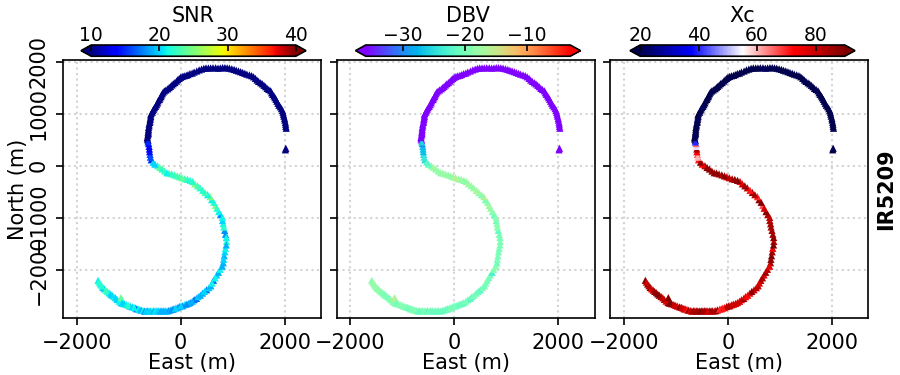 SNR
DBV
Xc
10 20 30 40
−30 −20 −10
20 40 60 80
2000
1000
0
−1000
−2000
North (m)
−2000 0 2000
−2000 0 2000
−2000 0 2000
East (m)
East (m)
East (m)
IR5209